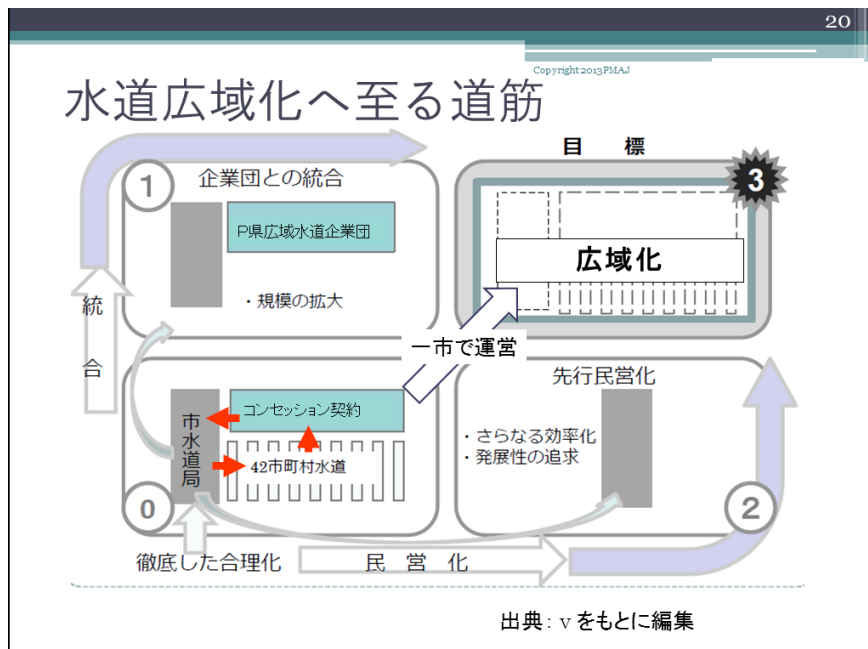 20
Copyright2013PMAJ
水道広域化へ至る道筋
目 標
1
企業団との統合
P県広域水道企業団
・規模の拡大
3
広域化
統合
一市で運営
0
市水道局
コンセッション契約
42市町村水道
先行民営化
・さらなる効率化
・発展性の追求
2
徹底した合理化
民 営 化
出典: v をもとに編集